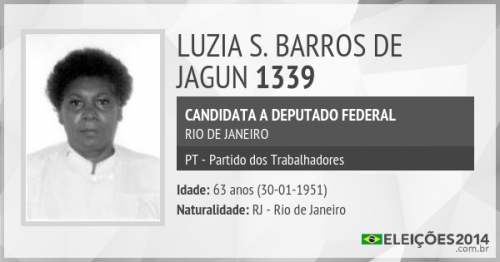 LUZIA S. BARROS DE
JAGUN 1339
CANDIDATA A DEPUTADO FEDERAL
RIO DE JANEIRO
PT - Partido dos Trabalhadores
Idade: 63 anos (30-01-1951)
Naturalidade: RJ - Rio de Janeiro
ELEIÇÕES2014
.com.br